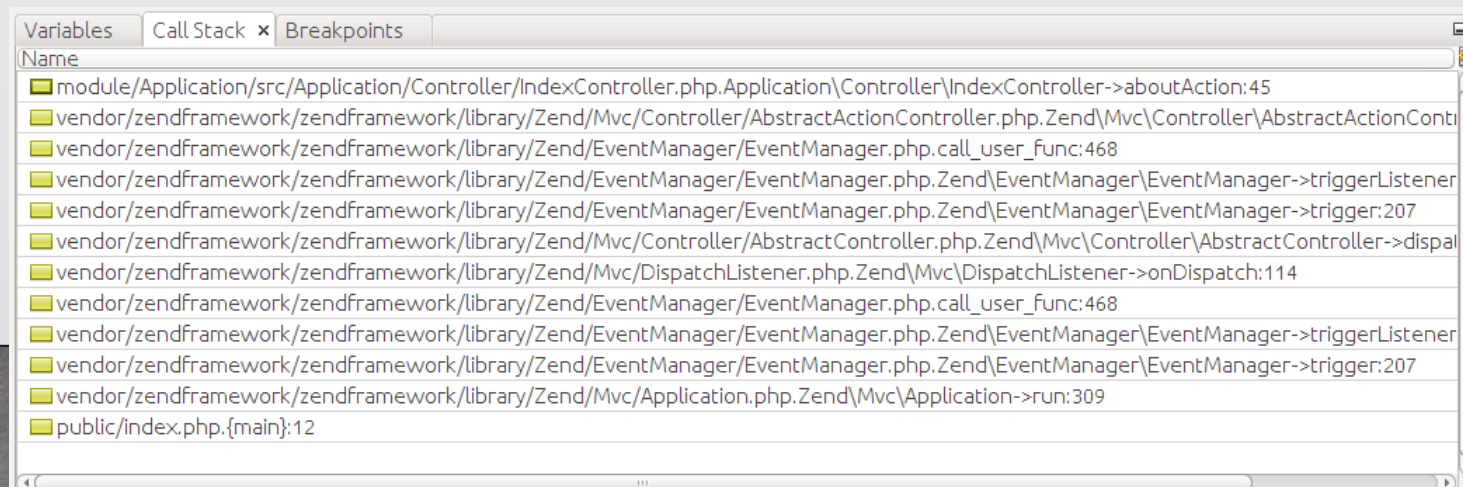 Variables Call Stack × Breakpoints
Name
module/Application/src/Application/Controller/IndexController.php.Application\Controller\IndexController->aboutAction:45
vendor/zendframework/zendframework/library/Zend/Mvc/Controller/AbstractActionController.php.Zend\Mvc\Controller\AbstractActionContr
vendor/zendframework/zendframework/library/Zend/EventManager/EventManager.php.call_user_func:468
vendor/zendframework/zendframework/library/Zend/EventManager/EventManager.php.Zend\EventManager\EventManager->triggerListener
vendor/zendframework/zendframework/library/Zend/EventManager/EventManager.php.Zend\EventManager\EventManager->trigger:207
vendor/zendframework/zendframework/library/Zend/Mvc/Controller/AbstractController.php.Zend\Mvc\Controller\AbstractController->dispat
vendor/zendframework/zendframework/library/Zend/Mvc/DispatchListener.php.Zend\Mvc\DispatchListener->onDispatch:114
vendor/zendframework/zendframework/library/Zend/EventManager/EventManager.php.call_user_func:468
vendor/zendframework/zendframework/library/Zend/EventManager/EventManager.php.Zend\EventManager\EventManager->triggerListener
vendor/zendframework/zendframework/library/Zend/EventManager/EventManager.php.Zend\EventManager\EventManager->trigger:207
vendor/zendframework/zendframework/library/Zend/Mvc/Application.php.Zend\Mvc\Application->run:309
public/index.php.{main}:12